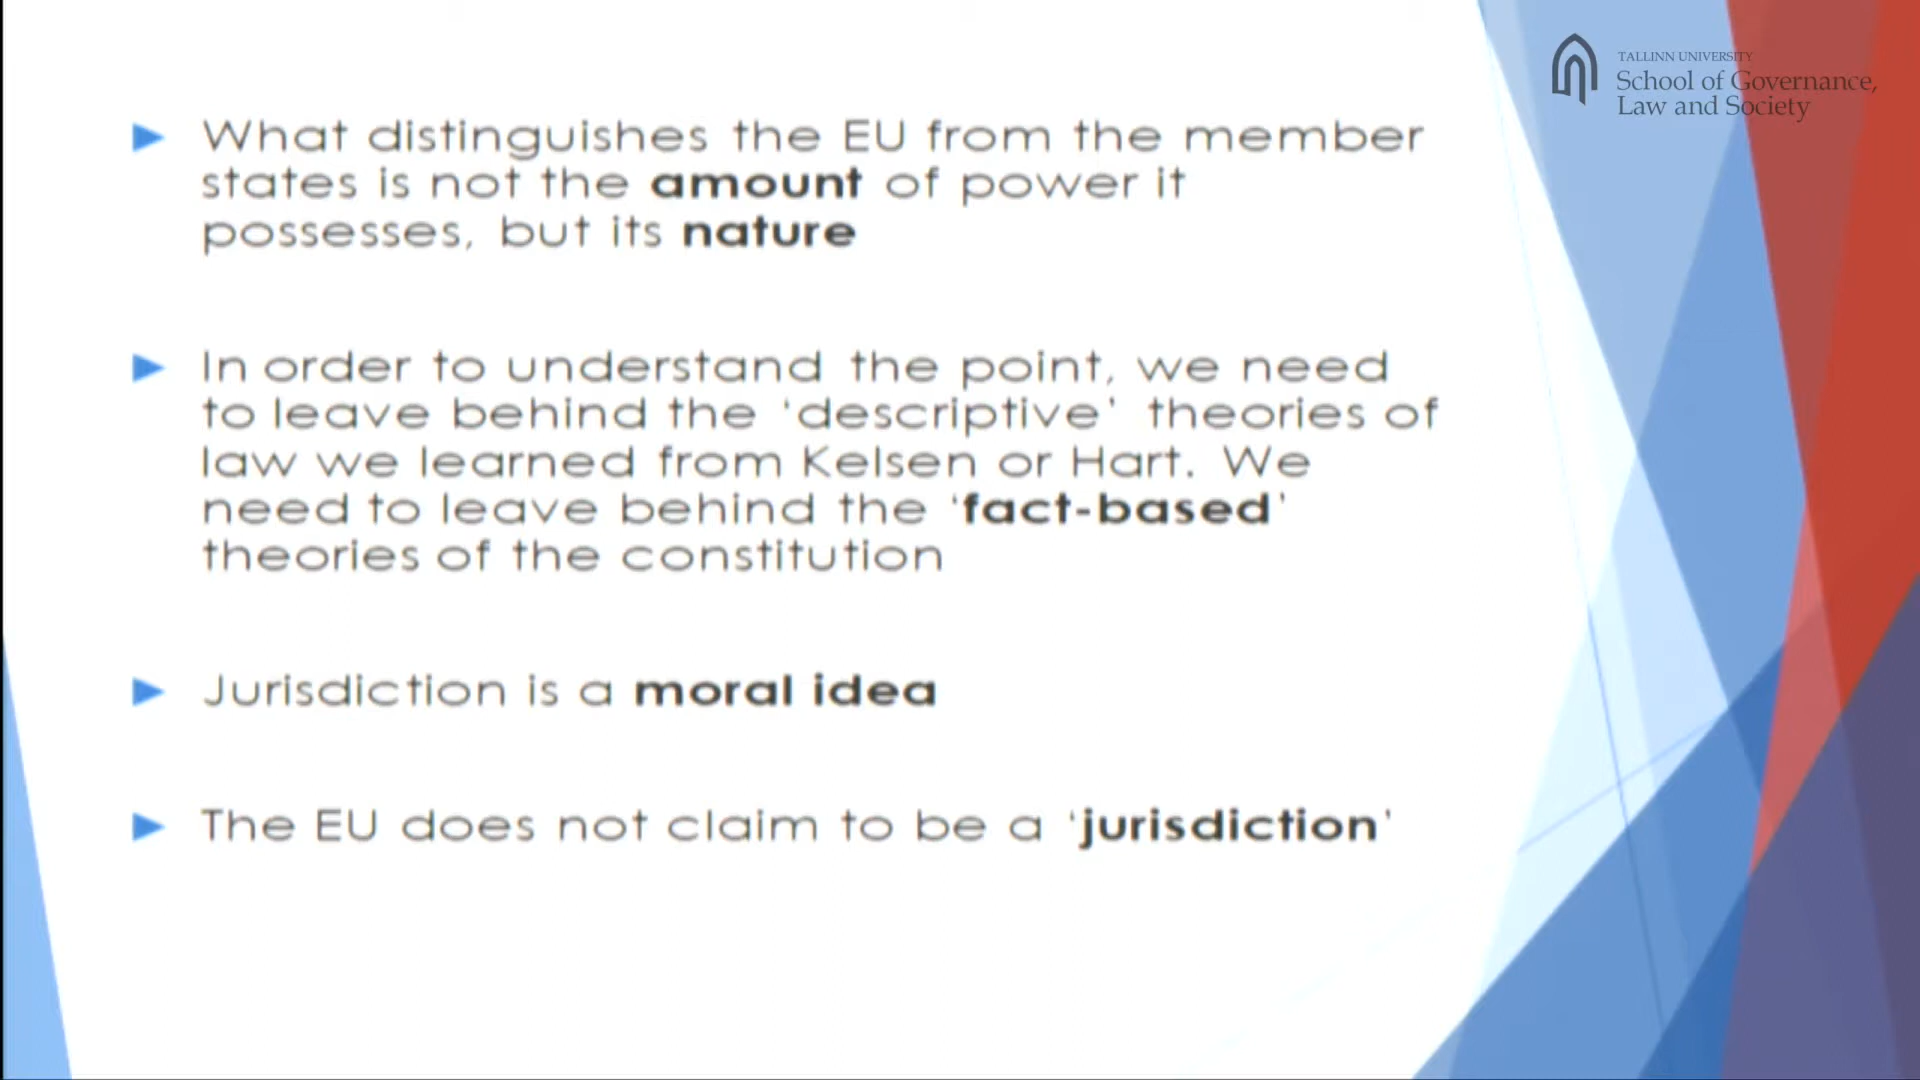 TALLINN UNIVERSITY
School of Governance,
Law and Society
What distinguishes the EU from the member
states is not the amount of power it
possesses, but its nature
In order to understand the point, we need
to leave behind the ‘descriptive’ theories of
law we learned from Kelsen or Hart. We
need to leave behind the ‘fact-based’
theories of the constitution
Jurisdiction is a moral idea
The EU does not claim to be a ‘jurisdiction’